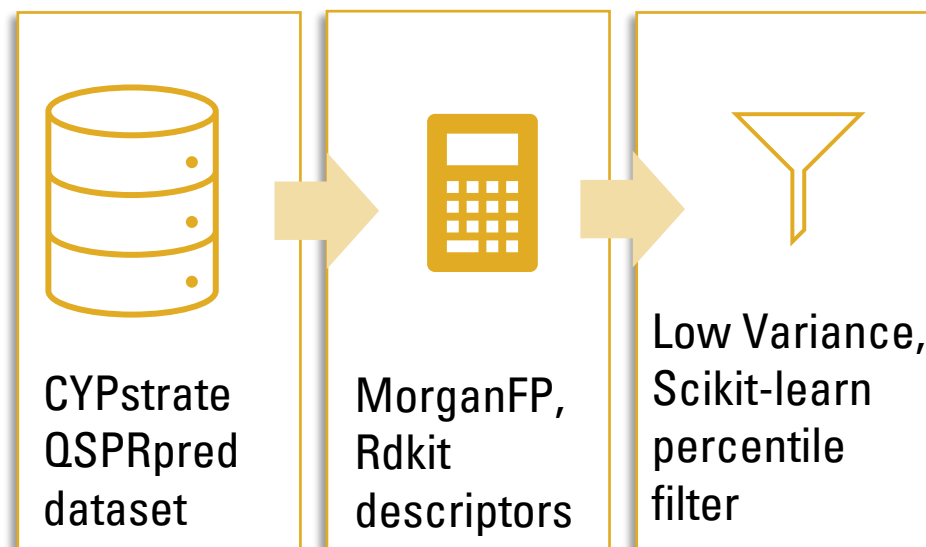 CYPstrate
QSPRpred
dataset
MorganFP,
Rdkit
descriptors
Low Variance,
Scikit-learn
percentile
filter